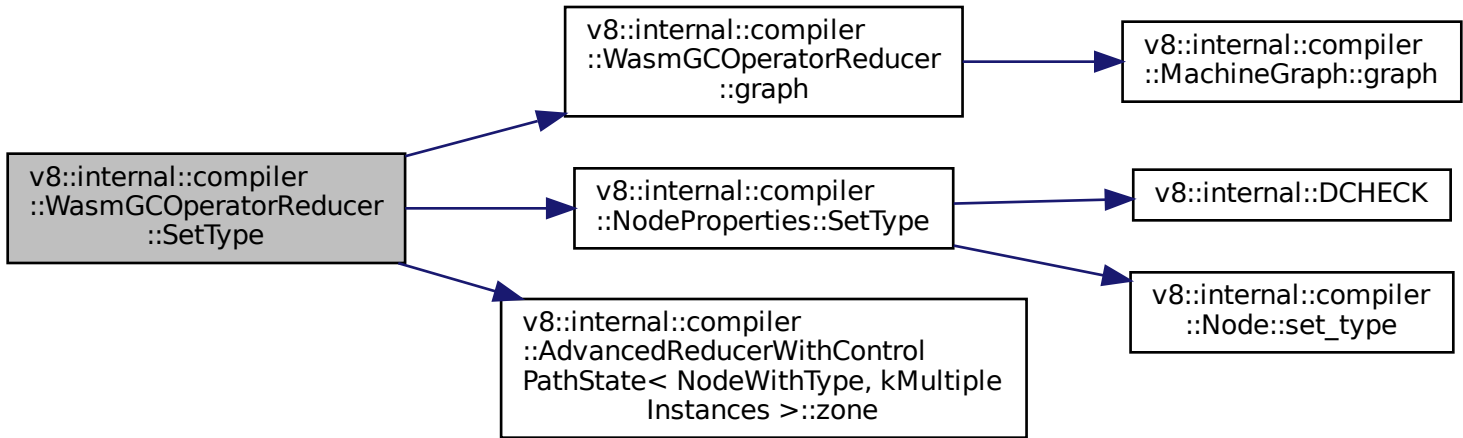 v8::internal::compiler
::WasmGCOperatorReducer
::SetType
v8::internal::compiler
::WasmGCOperatorReducer
::graph
v8::internal::compiler
::MachineGraph::graph
v8::internal::compiler
::NodeProperties::SetType
v8::internal::DCHECK
v8::internal::compiler
::Node::set_type
v8::internal::compiler
::AdvancedReducerWithControl
PathState< NodeWithType, kMultiple
Instances >::zone